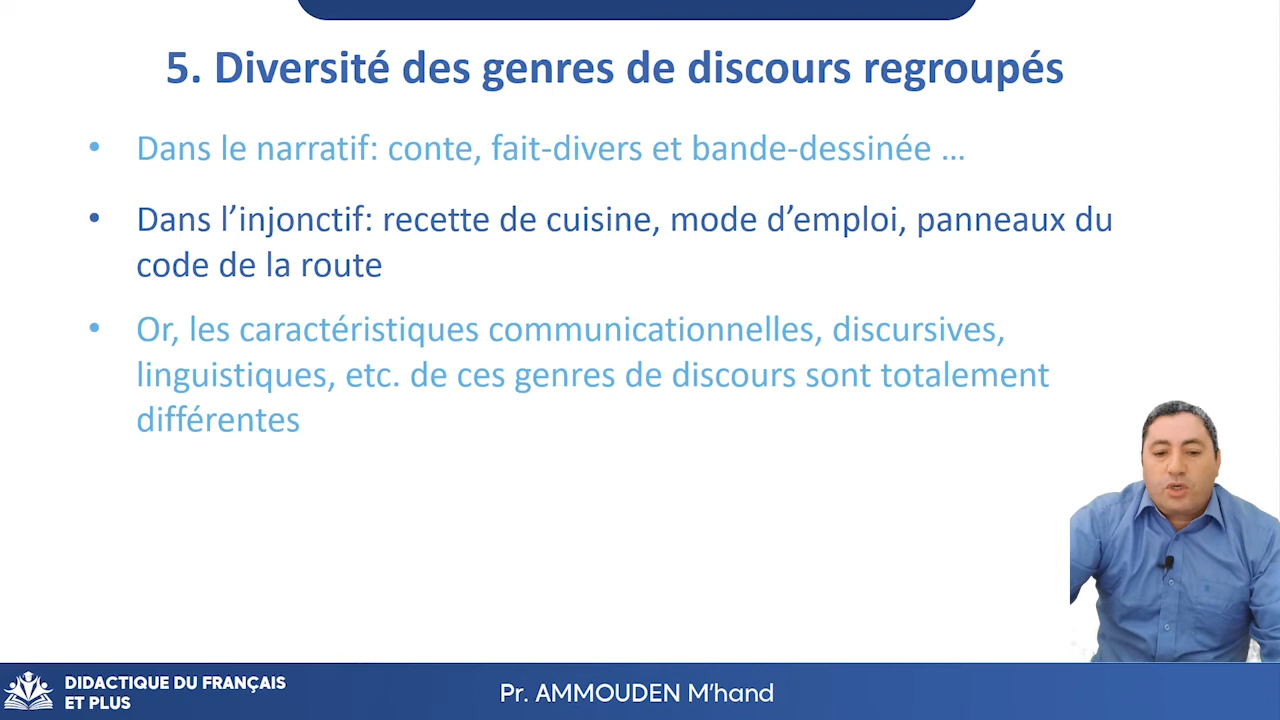 5. Diversité des genres de discours regroupés
• Dans le narratif: conte, fait-divers et bande-dessinée ...
• Dans l’injonctif: recette de cuisine, mode d’emploi, panneaux du
code de la route
• Or, les caractéristiques communicationnelles, discursives,
linguistiques, etc. de ces genres de discours sont totalement
différentes
DIDACTIQUE DU FRANÇAIS
ET PLUS
Pr. AMMOUDEN M’hand